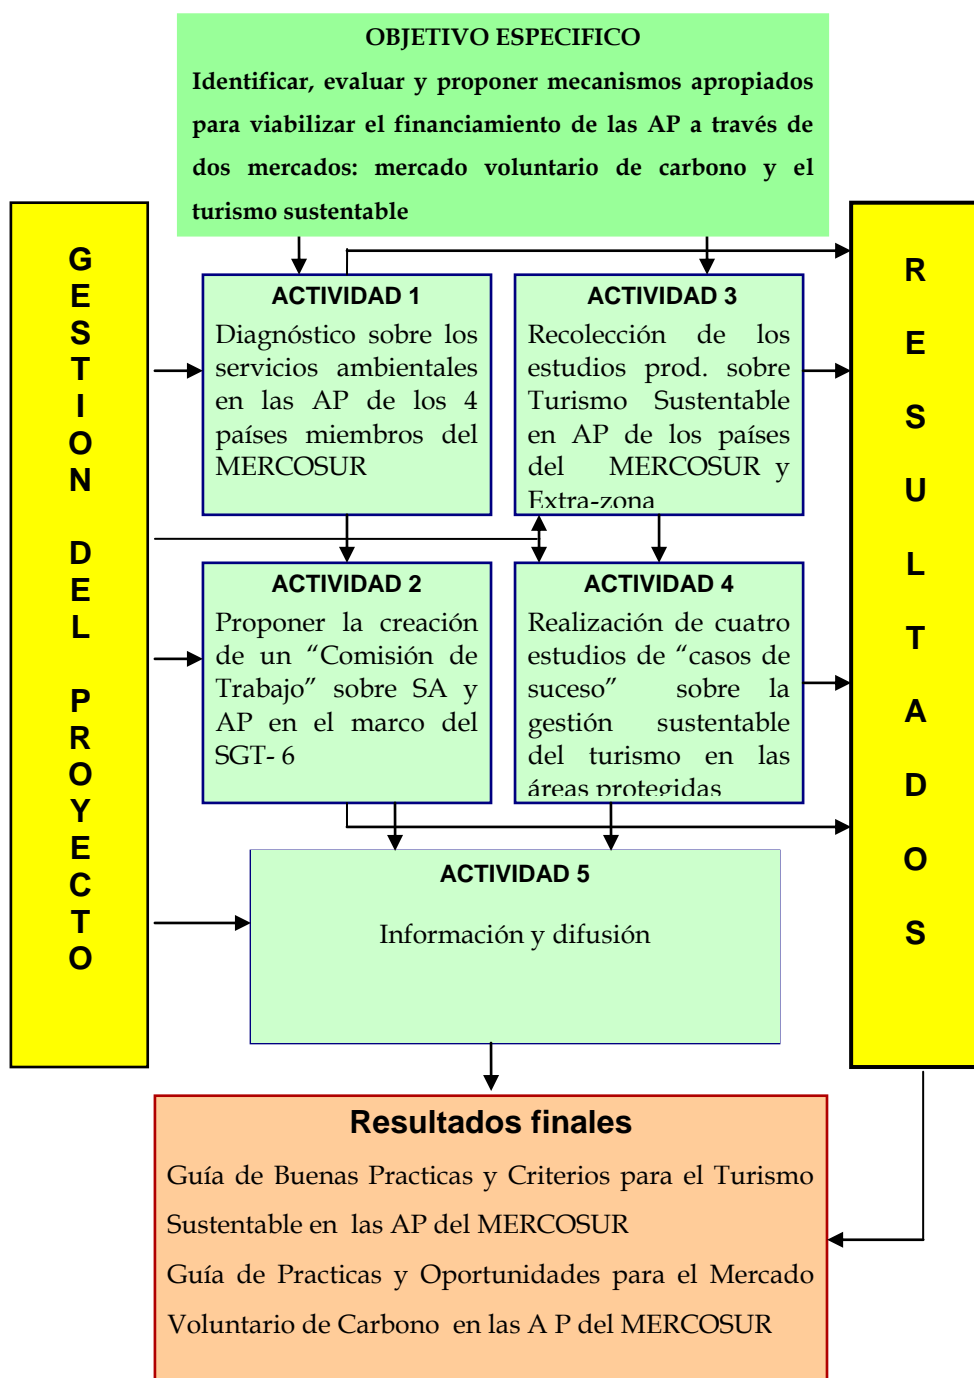 OBJETIVO ESPECIFICO
Identificar, evaluar y proponer mecanismos apropiados
para viabilizar el financiamiento de las AP a través de
dos mercados: mercado voluntario de carbono y el
turismo sustentable
GESTION DEL PROYECTO
ACTIVIDAD 1
Diagnóstico sobre los
servicios ambientales
en las AP de los 4
países miembros del
MERCOSUR
ACTIVIDAD 3
Recolección de los
estudios prod. sobre
Turismo Sustentable
en AP de los países
del MERCOSUR y
Extra-zona
ACTIVIDAD 2
Proponer la creación
de un “Comisión de
Trabajo” sobre SA y
AP en el marco del
SGT- 6
ACTIVIDAD 4
Realización de cuatro
estudios de “casos de
suceso” sobre la
gestión sustentable
del turismo en las
áreas protegidas
ACTIVIDAD 5
Información y difusión
RESULTADOS
Resultados finales
Guía de Buenas Practicas y Criterios para el Turismo
Sustentable en las AP del MERCOSUR
Guía de Practicas y Oportunidades para el Mercado
Voluntario de Carbono en las A P del MERCOSUR